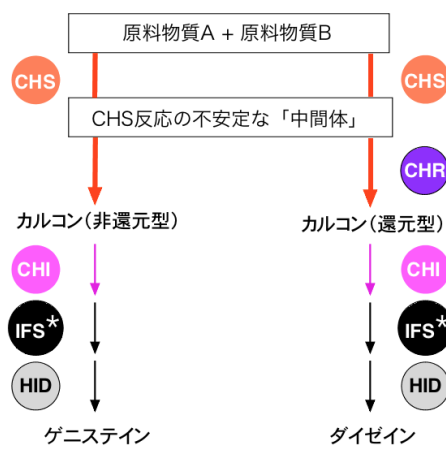 原料物質A + 原料物質B
CHS CHS
CHS反応の不安定な「中間体」
CHR
カルコン(非還元型) カルコン(還元型)
CHI CHI
IFS* IFS*
HID HID
ゲニステイン ダイゼイン